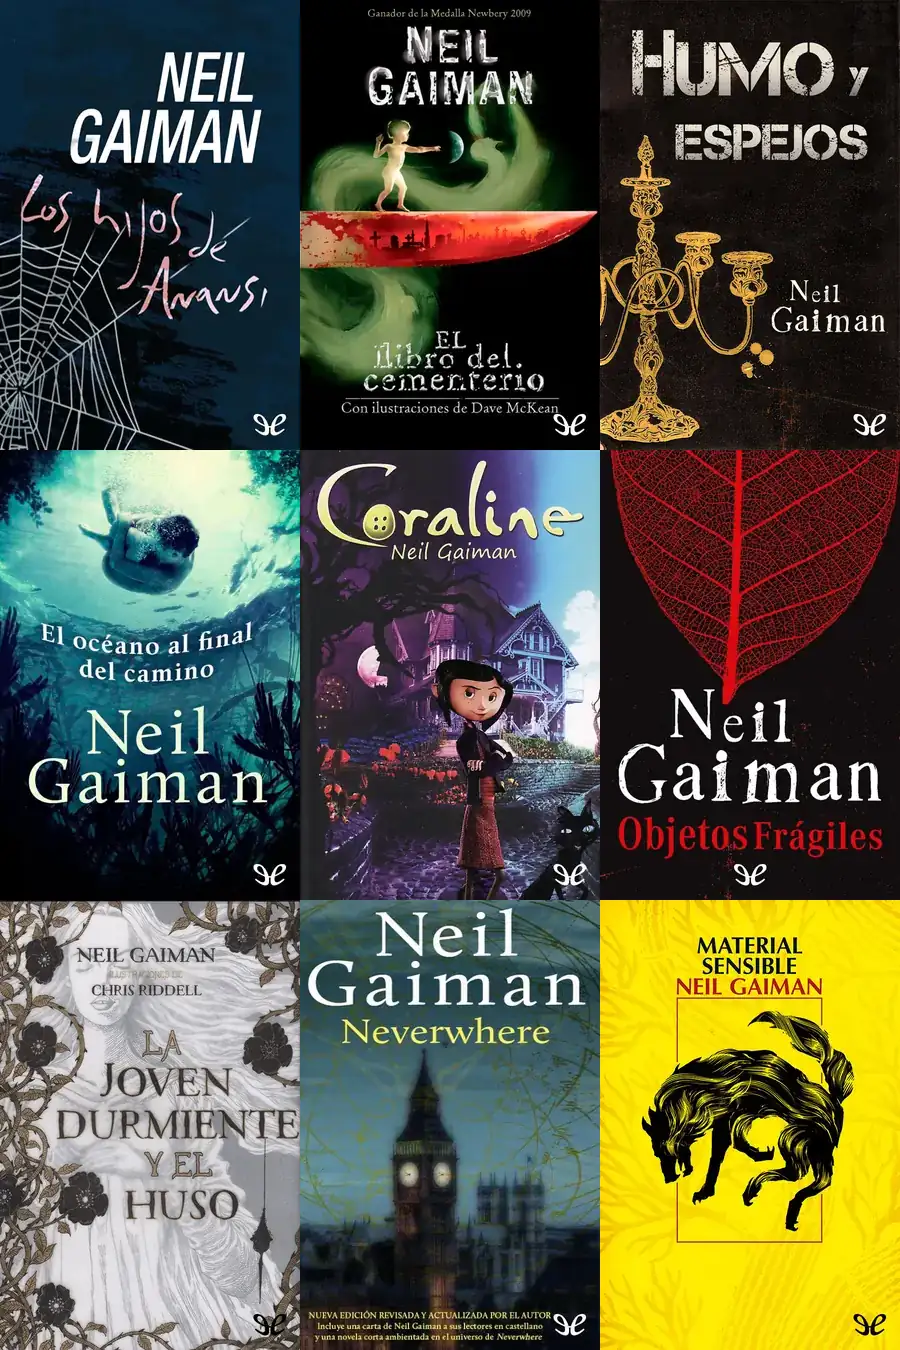 NEIL
GAIMAN
Los hijos
de
Anansi
Ganador de la Medalla Newbery 2009
NEIL
GAIMAN
EL
libro del
cementerio
Con ilustraciones de Dave McKean
HUMO y
ESPEJOS
Neil
Gaiman
El océano al final
del camino
Neil
Gaiman
Coraline
Neil Gaiman
Neil
Gaiman
Objetos Frágiles
NEIL GAIMAN
ILUSTRACIONES DE
CHRIS RIDDELL
LA
JOVEN
DURMIENTE
Y EL
HUSO
Neil
Gaiman
Neverwhere
NUEVA EDICIÓN REVISADA Y ACTUALIZADA POR EL AUTOR
Incluye una carta de Neil Gaiman a sus lectores en castellano
y una novela corta ambientada en el universo de Neverwhere
MATERIAL
SENSIBLE
NEIL GAIMAN